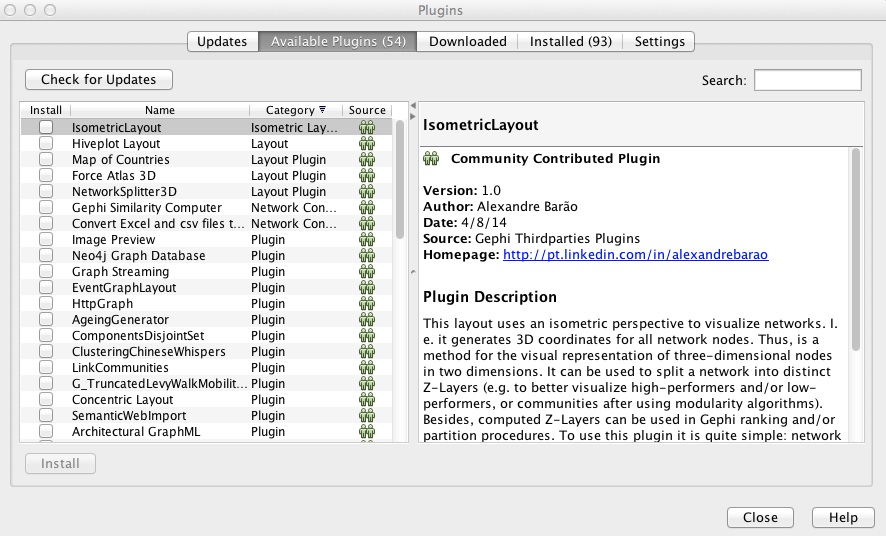 Plugins
Updates Available Plugins (54) Downloaded Installed (93) Settings
Check for Updates
Search:
Install Name Category Source
IsometricLayout Isometric Lay...
Hiveplot Layout Layout
Map of Countries Layout Plugin
Force Atlas 3D Layout Plugin
NetworkSplitter3D Layout Plugin
Gephi Similarity Computer Network Con...
Convert Excel and csv files t... Network Con...
Image Preview Plugin
Neo4j Graph Database Plugin
Graph Streaming Plugin
EventGraphLayout Plugin
HttpGraph Plugin
AgeingGenerator Plugin
ComponentsDisjointSet Plugin
ClusteringChineseWhispers Plugin
LinkCommunities Plugin
G_TruncatedLevyWalkMobilit... Plugin
Concentric Layout Plugin
SemanticWebImport Plugin
Architectural GraphML Plugin
IsometricLayout
Community Contributed Plugin
Version: 1.0
Author: Alexandre Barão
Date: 4/8/14
Source: Gephi Thirdparties Plugins
Homepage: http://pt.linkedin.com/in/alexandrebarao
Plugin Description
This layout uses an isometric perspective to visualize networks. I.
e. it generates 3D coordinates for all network nodes. Thus, is a
method for the visual representation of three-dimensional nodes
in two dimensions. It can be used to split a network into distinct
Z-Layers (e.g. to better visualize high-performers and/or low-
performers, or communities after using modularity algorithms).
Besides, computed Z-Layers can be used in Gephi ranking and/or
partition procedures. To use this plugin it is quite simple: network
Install
Close Help